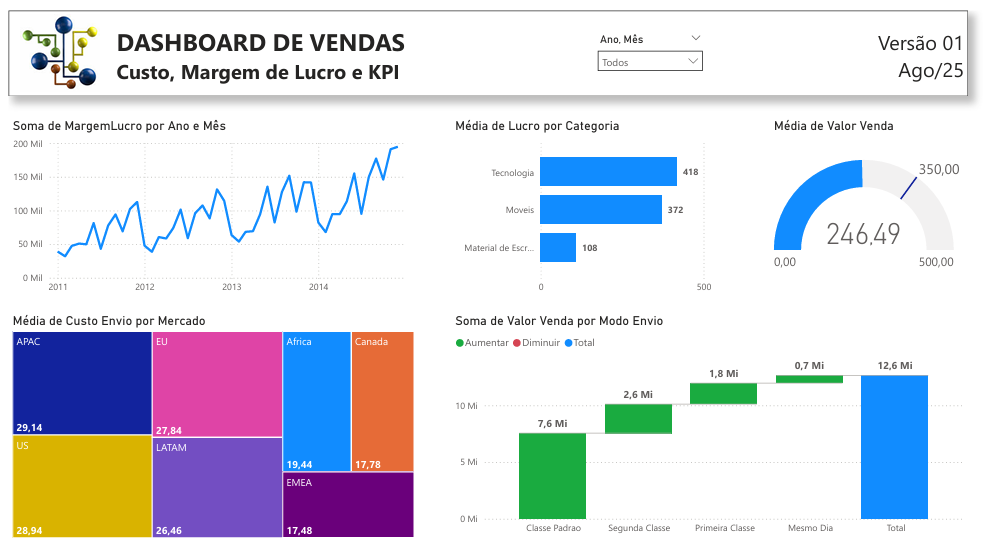 DASHBOARD DE VENDAS
Custo, Margem de Lucro e KPI
Ano, Mês
Todos
Versão 01
Ago/25
Soma de MargemLucro por Ano e Mês
200 Mil
150 Mil
100 Mil
50 Mil
0 Mil
2011
2012
2013
2014
Média de Lucro por Categoria
Tecnologia
418
Moveis
372
Material de Escr...
108
0
500
Média de Valor Venda
350,00
246,49
0,00
500,00
Média de Custo Envio por Mercado
APAC
29,14
US
28,94
EU
27,84
LATAM
26,46
Africa
19,44
Canada
17,78
EMEA
17,48
Soma de Valor Venda por Modo Envio
Aumentar
Diminuir
Total
10 Mi
5 Mi
0 Mi
7,6 Mi
2,6 Mi
1,8 Mi
0,7 Mi
12,6 Mi
Classe Padrao
Segunda Classe
Primeira Classe
Mesmo Dia
Total